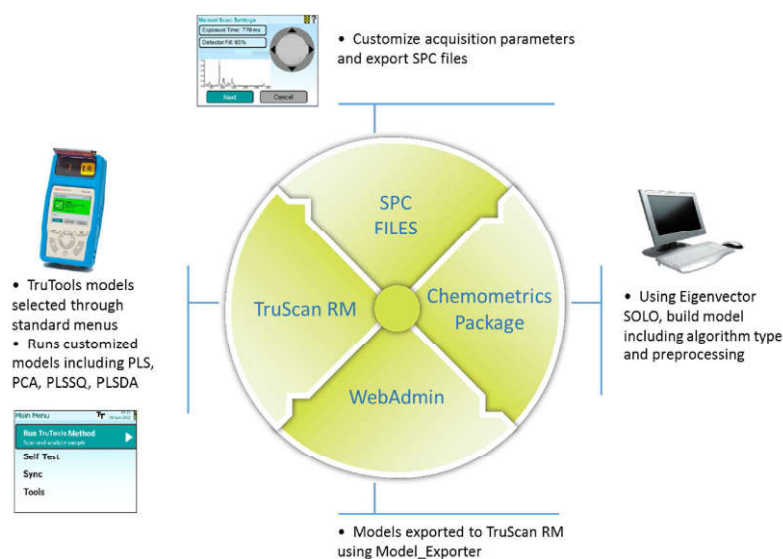 Manual Scan Settings
Exposure Time: 770 ms
Detector Fill: 60%
Next
Cancel
• Customize acquisition parameters
and export SPC files
SPC
FILES
TruScan RM
Chemometrics
Package
WebAdmin
• TruTools models
selected through
standard menus
• Runs customized
models including PLS,
PCA, PLSSQ, PLSDA
• Using Eigenvector
SOLO, build model
including algorithm type
and preprocessing
Main Menu
Run TruTools Method
Scan and analyze sample
Self Test
Sync
Tools
• Models exported to TruScan RM
using Model_Exporter